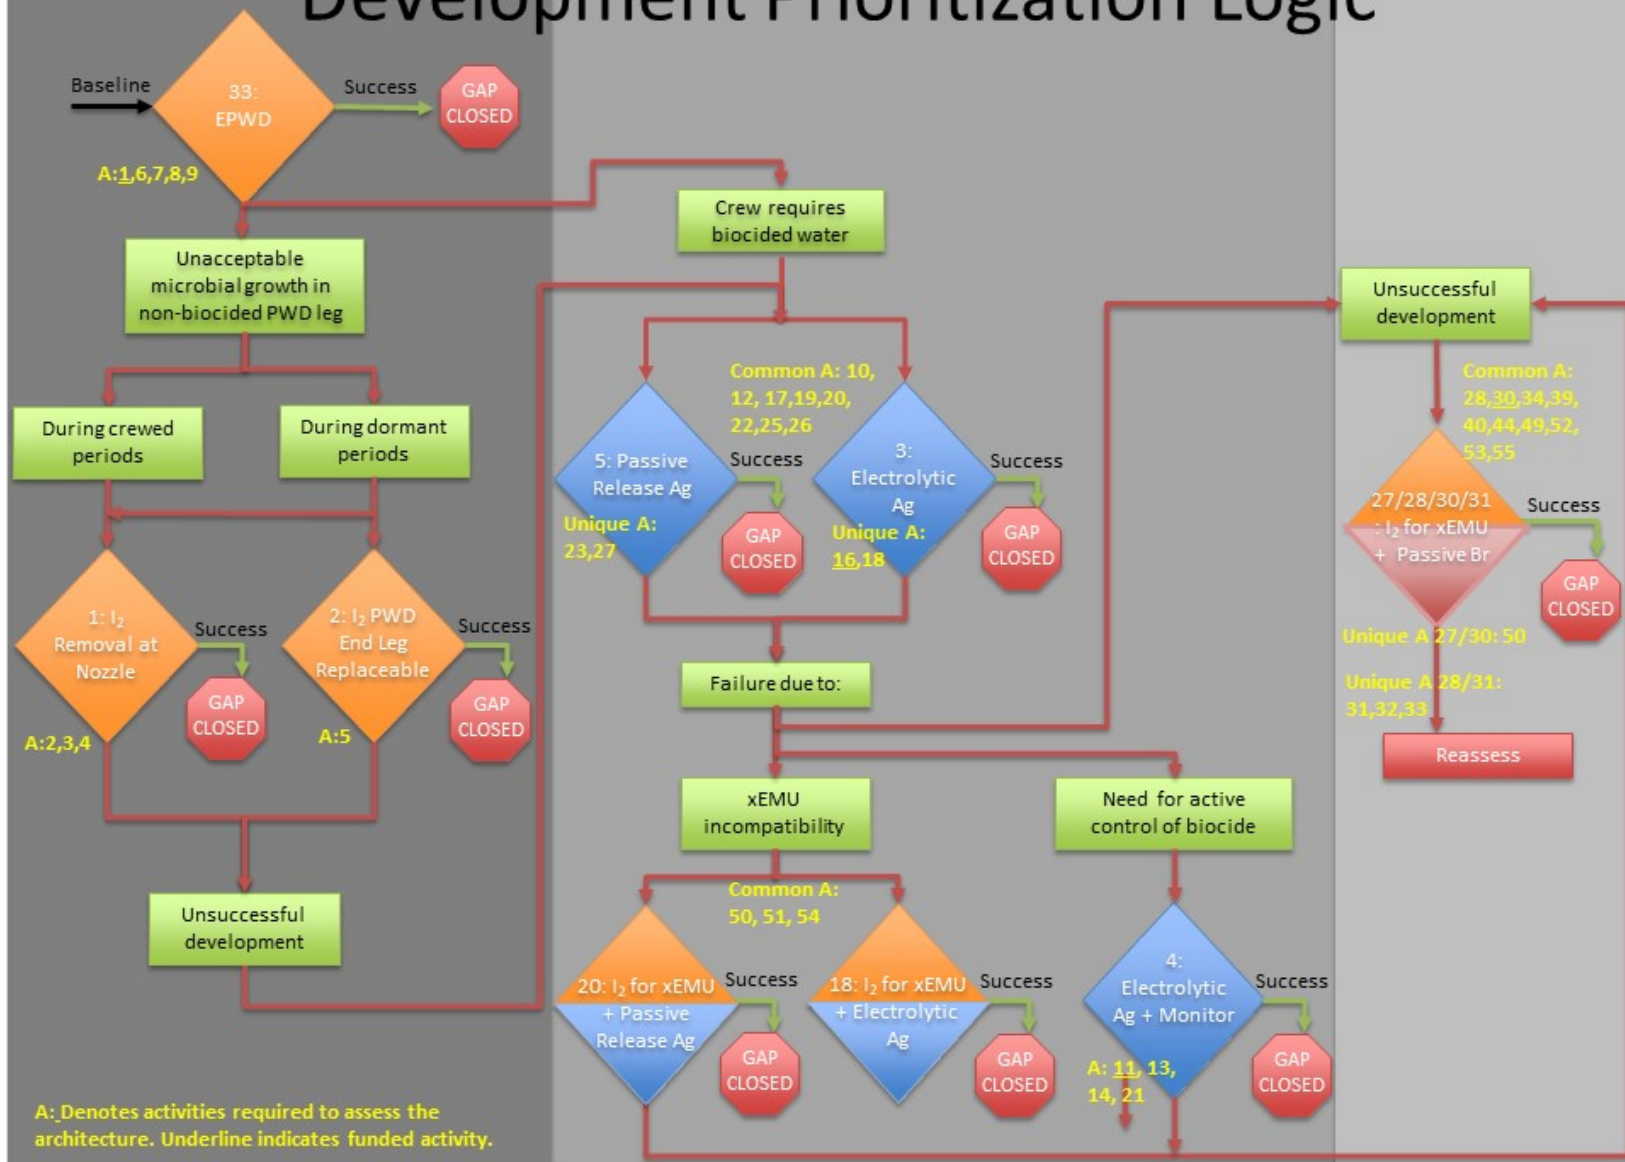 Development Prioritization Logic
Baseline
33:
EPWD
Success
GAP
CLOSED
A:1,6,7,8,9
Unacceptable
microbial growth in
non-biocided PWD leg
During crewed
periods
During dormant
periods
1: I₂
Removal at
Nozzle
Success
GAP
CLOSED
A:2,3,4
2: I₂ PWD
End Leg
Replaceable
Success
GAP
CLOSED
A:5
Unsuccessful
development
A: Denotes activities required to assess the
architecture. Underline indicates funded activity.
Crew requires
biocided water
Common A: 10,
12, 17,19,20,
22,25,26
5: Passive
Release Ag
Unique A:
23,27
Success
GAP
CLOSED
3:
Electrolytic
Ag
Unique A:
16,18
Success
GAP
CLOSED
Failure due to:
xEMU
incompatibility
Need for active
control of biocide
Common A:
50, 51, 54
20: I₂ for xEMU
+ Passive
Release Ag
Success
GAP
CLOSED
18: I₂ for xEMU
+ Electrolytic
Ag
Success
GAP
CLOSED
4:
Electrolytic
Ag + Monitor
A: 11, 13,
14, 21
Success
GAP
CLOSED
Unsuccessful
development
Common A:
28,30,34,39,
40,44,49,52,
53,55
27/28/30/31
: I₂ for xEMU
+ Passive Br
Success
GAP
CLOSED
Unique A 27/30: 50
Unique A 28/31:
31,32,33
Reassess